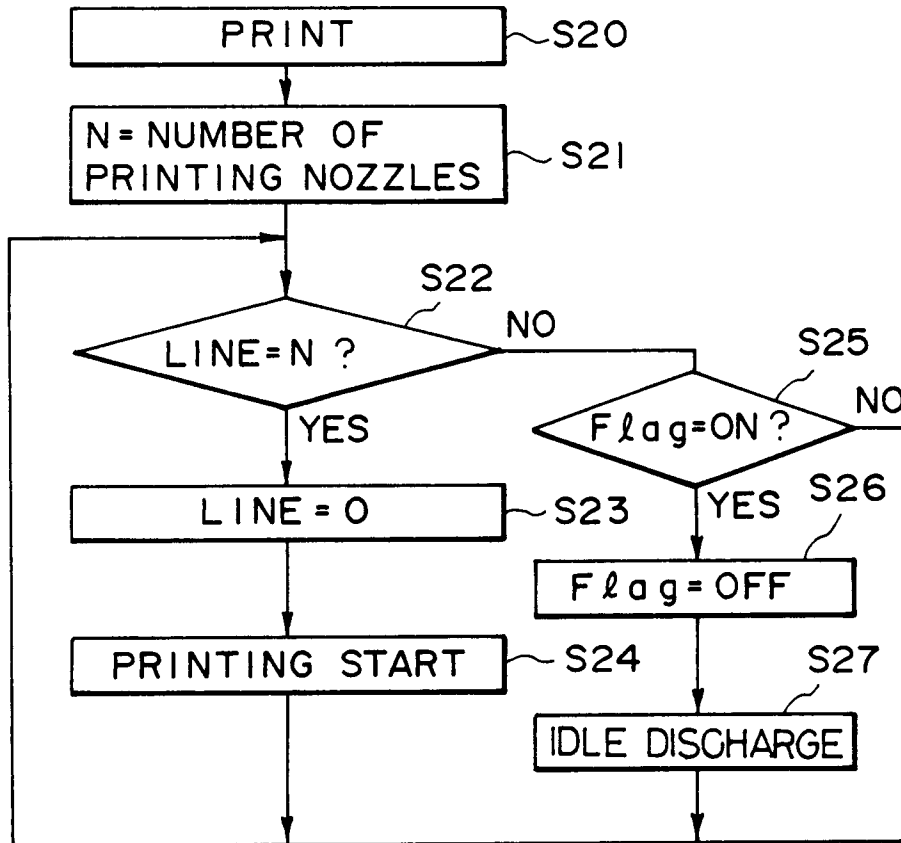 PRINT
S20
N=NUMBER OF
PRINTING NOZZLES
S21
S22
LINE=N ?
NO
YES
S25
Flag=ON ?
NO
YES
LINE=0
S23
S26
Flag=OFF
PRINTING START
S24
S27
IDLE DISCHARGE